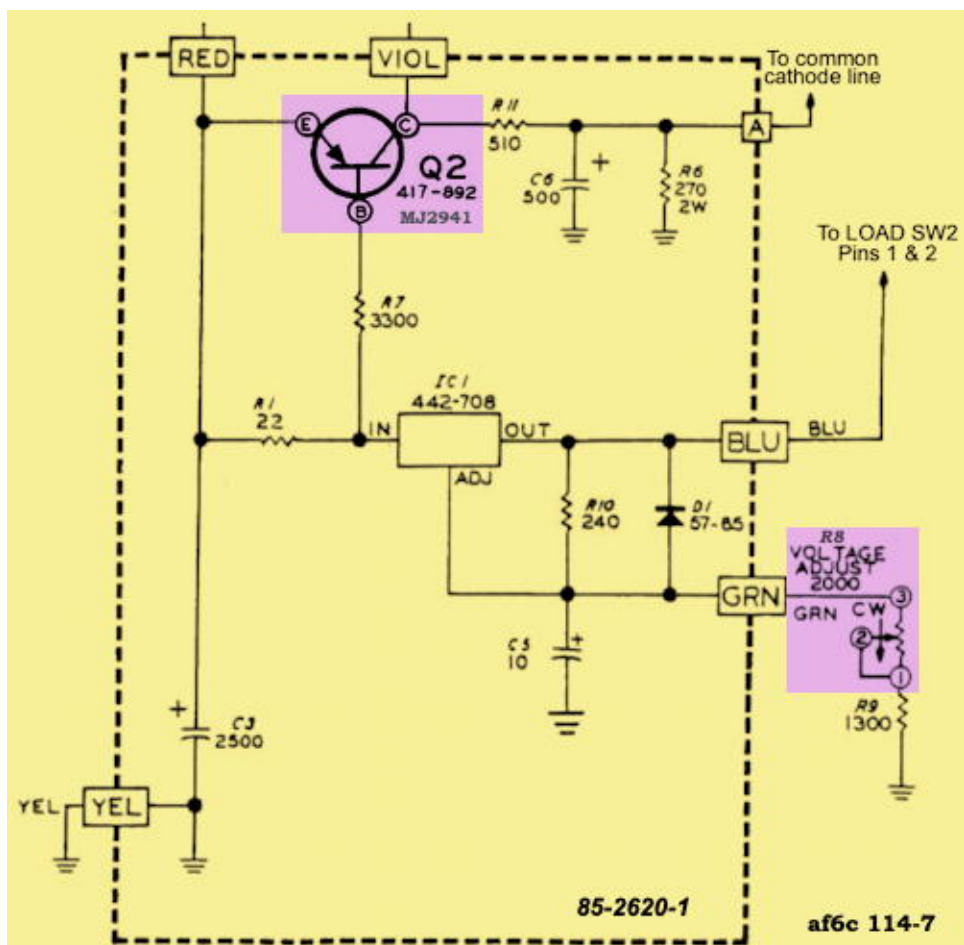 RED
VIOL
To common
cathode line
E
C
R11
510
A
Q2
417-892
MJ2941
B
+
C6
500
R6
270
2W
To LOAD SW2
Pins 1 & 2
R7
3300
IC1
442-708
R1
22
IN
OUT
ADJ
BLU
BLU
R10
240
D1
57-85
R8
VOLTAGE
ADJUST
2000
GRN
GRN
CW
3
2
1
C5
10
+
R9
1300
+
C3
2500
YEL
YEL
85-2620-1
af6c 114-7